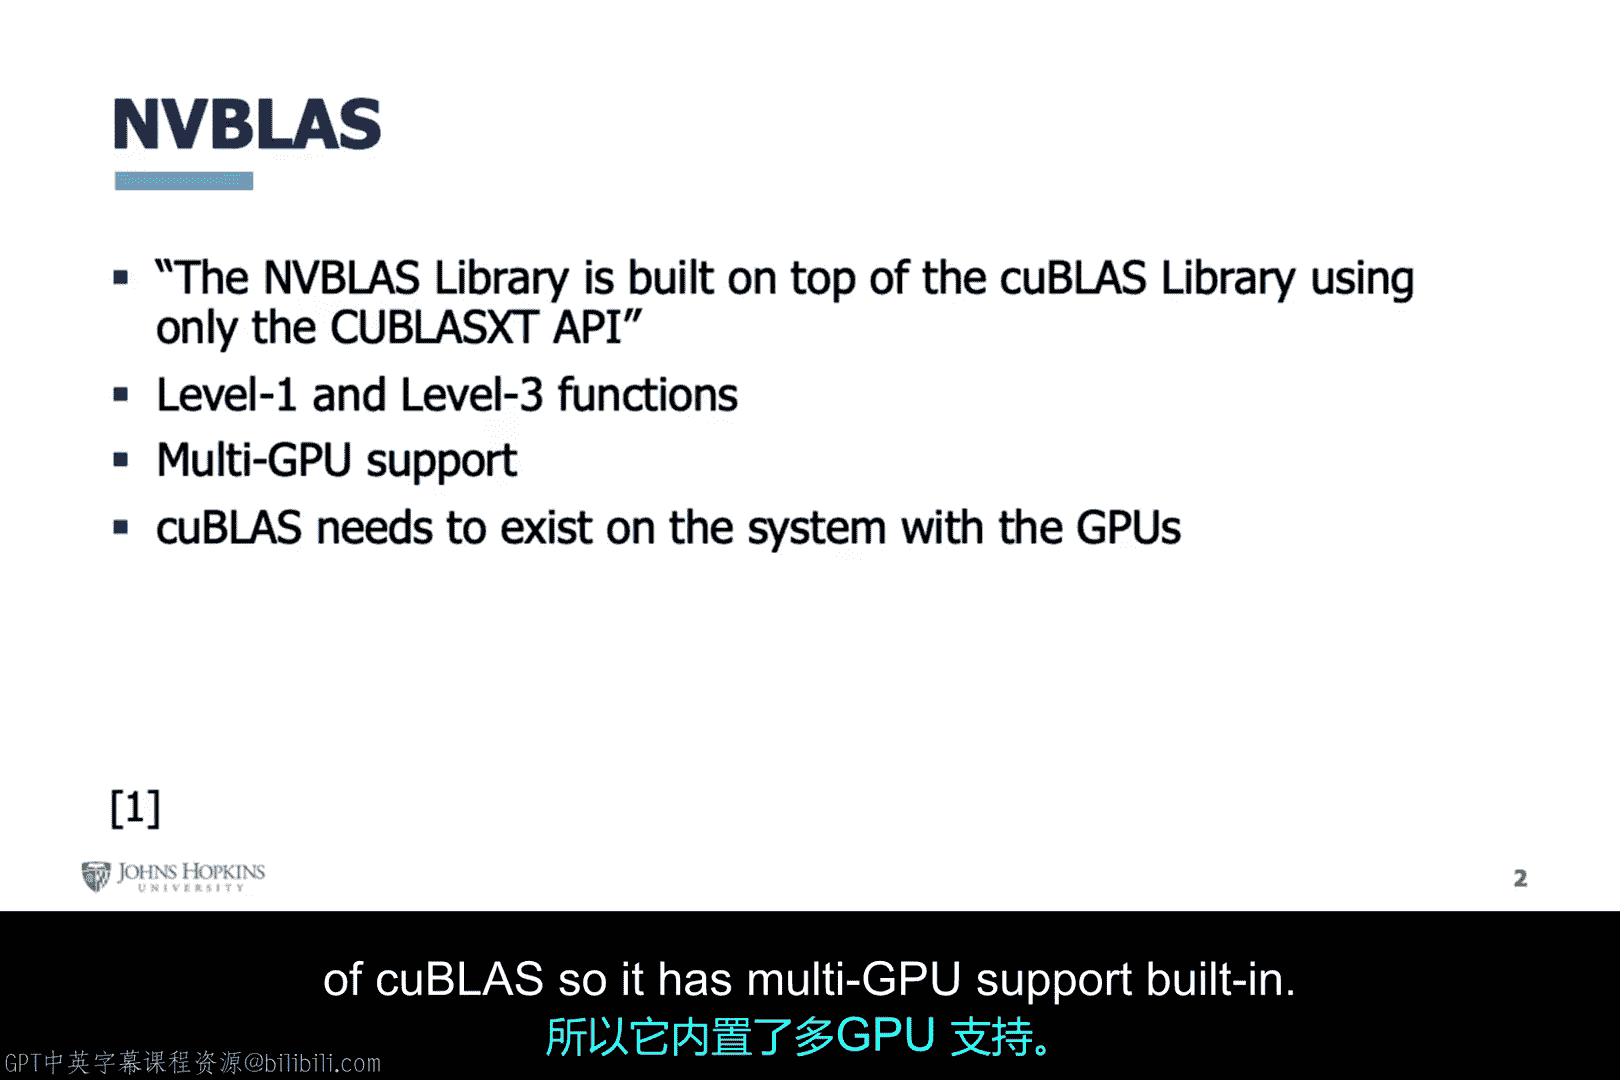 NVBLAS
▪ “The NVBLAS Library is built on top of the cuBLAS Library using
only the CUBLASXT API”
▪ Level-1 and Level-3 functions
▪ Multi-GPU support
▪ cuBLAS needs to exist on the system with the GPUs
[1]
JOHNS HOPKINS
UNIVERSITY
2
of cuBLAS so it has multi-GPU support built-in.
所以它内置了多GPU 支持。
GPT中英字幕课程资源@bilibili.com